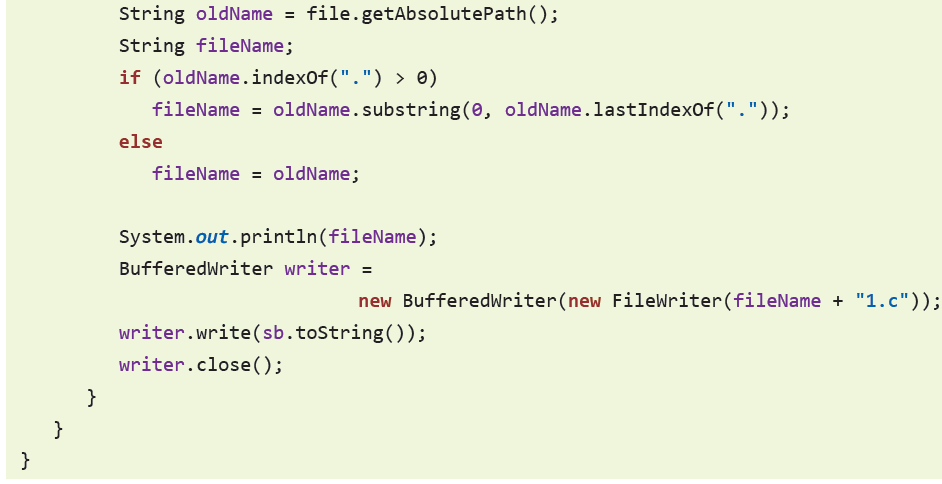 String oldName = file.getAbsolutePath();
String fileName;
if (oldName.indexOf(".") > 0)
fileName = oldName.substring(0, oldName.lastIndexOf("."));
else
fileName = oldName;
System.out.println(fileName);
BufferedWriter writer =
new BufferedWriter(new FileWriter(fileName + "1.c"));
writer.write(sb.toString());
writer.close();
}
}
}